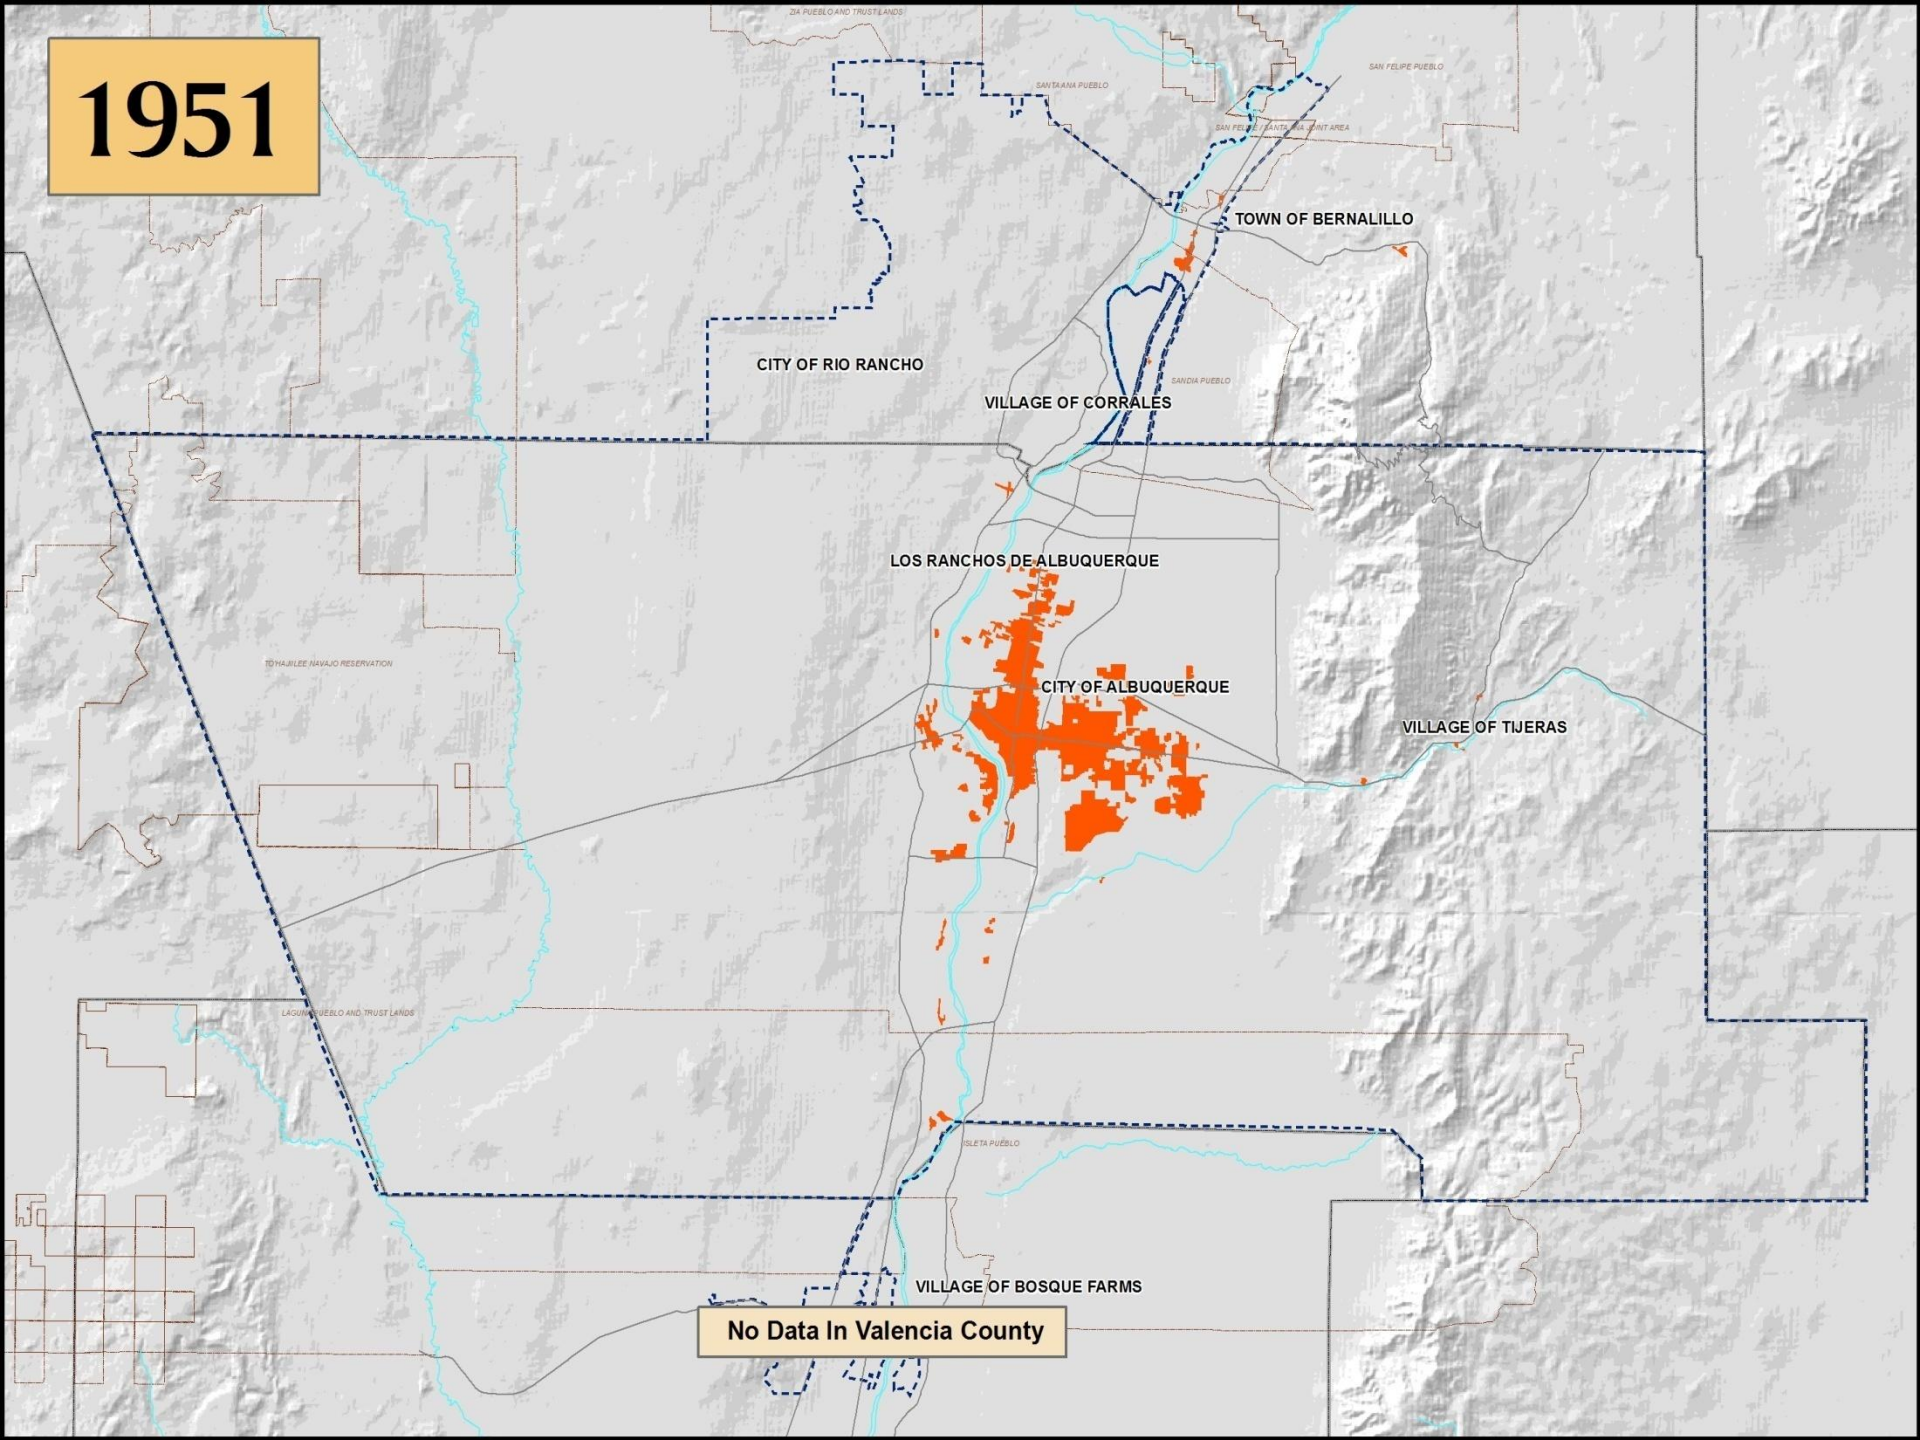 ZIA PUEBLO AND TRUST LANDS
1951
SAN FELIPE PUEBLO
SANTA ANA PUEBLO
SAN FELIPE / SANTA ANA JOINT AREA
TOWN OF BERNALILLO
CITY OF RIO RANCHO
SANDIA PUEBLO
VILLAGE OF CORRALES
LOS RANCHOS DE ALBUQUERQUE
TO'HAJIILEE NAVAJO RESERVATION
CITY OF ALBUQUERQUE
VILLAGE OF TIJERAS
LAGUNA PUEBLO AND TRUST LANDS
ISLETA PUEBLO
VILLAGE OF BOSQUE FARMS
No Data In Valencia County